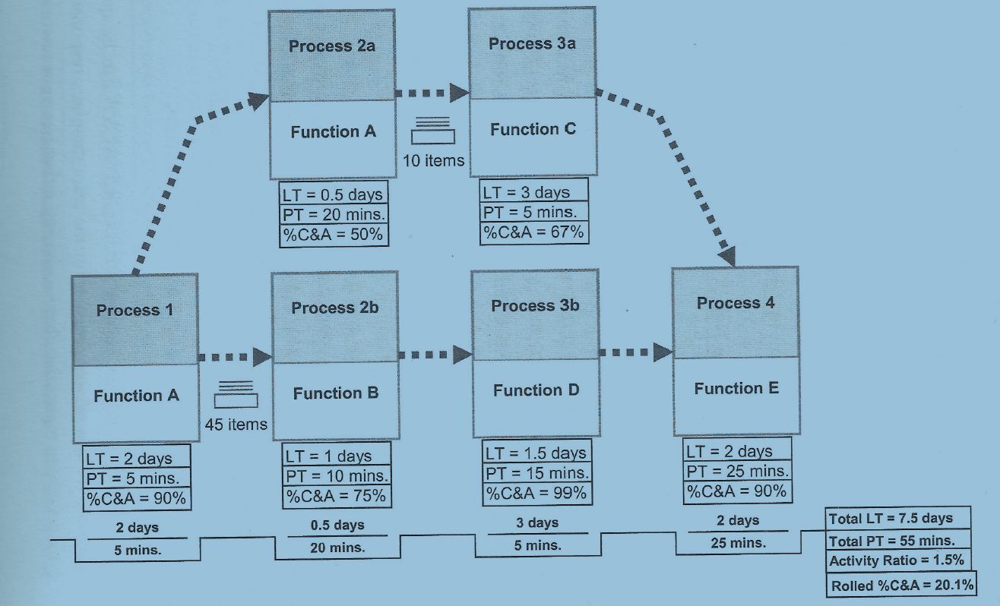 Process 2a
Function A
LT = 0.5 days
PT = 20 mins.
%C&A = 50%
10 items
Process 3a
Function C
LT = 3 days
PT = 5 mins.
%C&A = 67%
Process 1
Function A
LT = 2 days
PT = 5 mins.
%C&A = 90%
45 items
Process 2b
Function B
LT = 1 days
PT = 10 mins.
%C&A = 75%
Process 3b
Function D
LT = 1.5 days
PT = 15 mins.
%C&A = 99%
Process 4
Function E
LT = 2 days
PT = 25 mins.
%C&A = 90%
2 days
5 mins.
0.5 days
20 mins.
3 days
5 mins.
2 days
25 mins.
Total LT = 7.5 days
Total PT = 55 mins.
Activity Ratio = 1.5%
Rolled %C&A = 20.1%